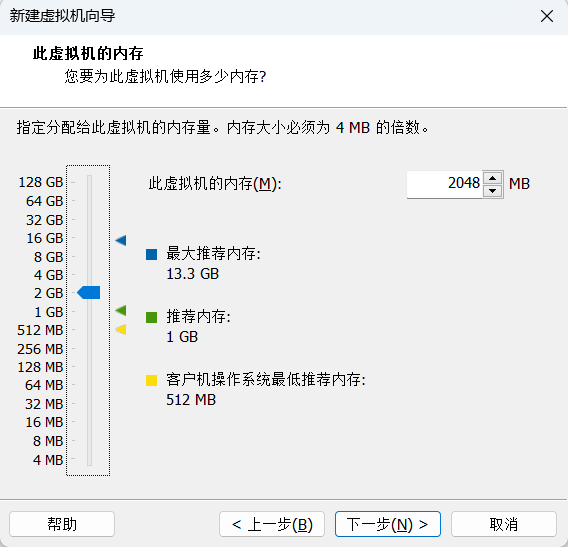 新建虚拟机向导
此虚拟机的内存
您要为此虚拟机使用多少内存?
指定分配给此虚拟机的内存量。内存大小必须为 4 MB 的倍数。
128 GB
64 GB
32 GB
16 GB
8 GB
4 GB
2 GB
1 GB
512 MB
256 MB
128 MB
64 MB
32 MB
16 MB
8 MB
4 MB
此虚拟机的内存(M):
2048 MB
最大推荐内存:
13.3 GB
推荐内存:
1 GB
客户机操作系统最低推荐内存:
512 MB
帮助
< 上一步(B)
下一步(N) >
取消